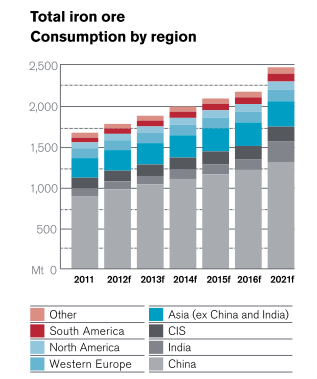 Total iron ore
Consumption by region
2,500
2,000
1,500
1,000
500
Mt 0
2011 2012f 2013f 2014f 2015f 2016f 2021f
Other
South America
North America
Western Europe
Asia (ex China and India)
CIS
India
China